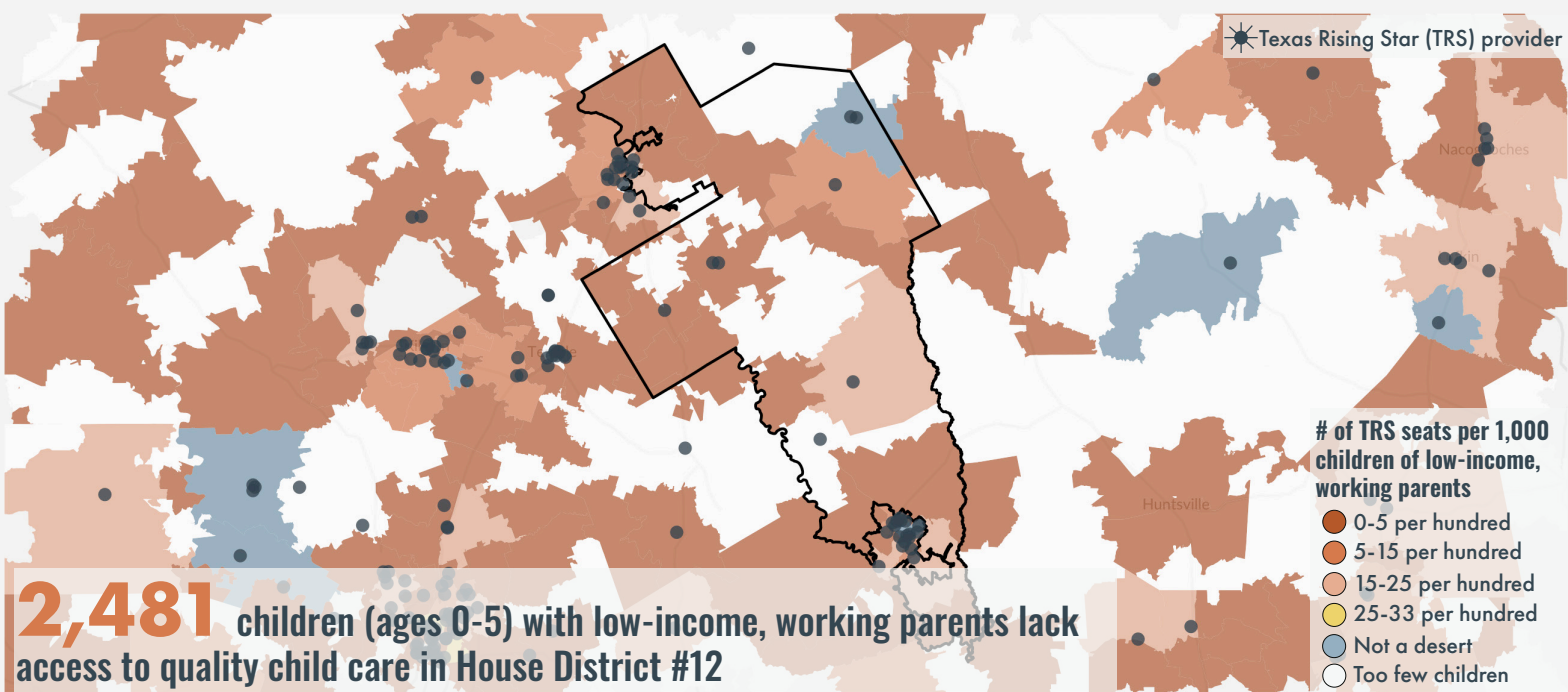 Texas Rising Star (TRS) provider
Nacogdoches
Huntsville
# of TRS seats per 1,000
children of low-income,
working parents
0-5 per hundred
5-15 per hundred
15-25 per hundred
25-33 per hundred
Not a desert
Too few children
2,481 children (ages 0-5) with low-income, working parents lack
access to quality child care in House District #12